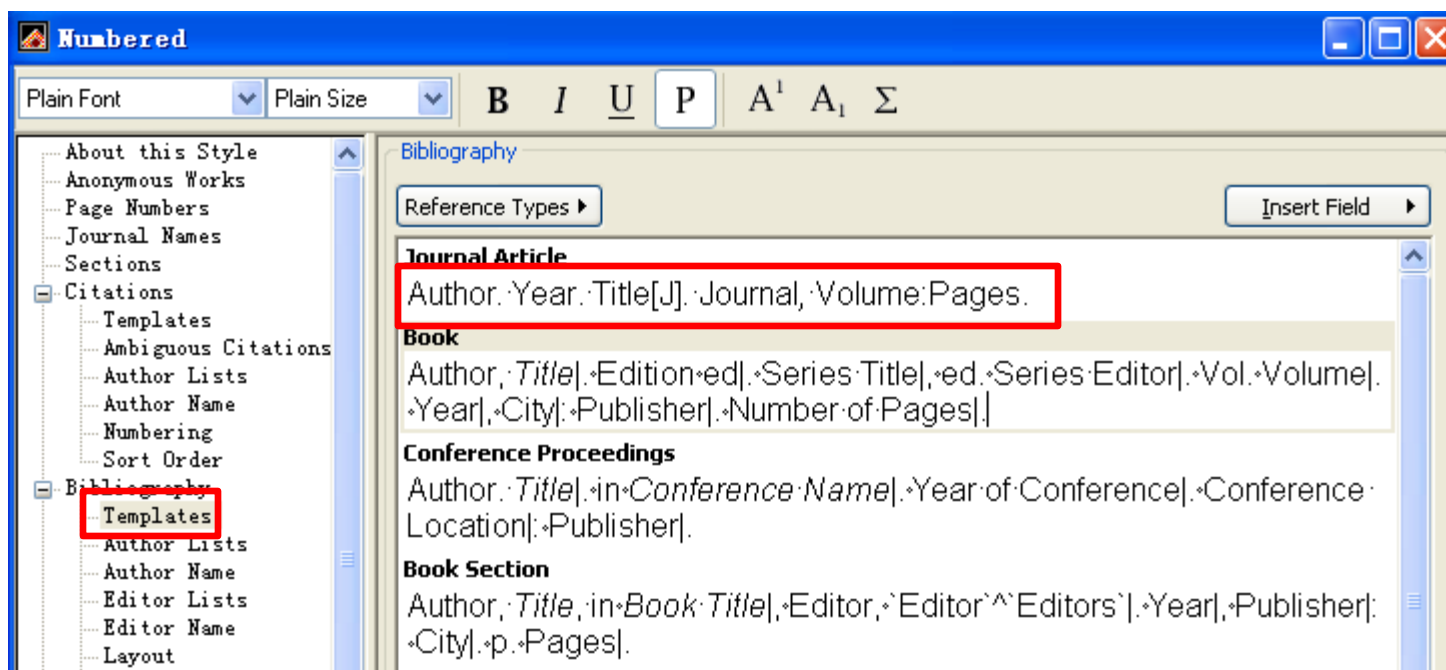 Numbered
Plain Font Plain Size B I U P A¹ A₁ Σ
About this Style
Anonymous Works
Page Numbers
Journal Names
Sections
Citations
Templates
Ambiguous Citations
Author Lists
Author Name
Numbering
Sort Order
Bibliography
Templates
Author Lists
Author Name
Editor Lists
Editor Name
Layout
Bibliography
Reference Types Insert Field
Journal Article
Author.·Year.·Title[J].·Journal,·Volume:Pages.
Book
Author,·Title|.·Edition·ed|.·Series·Title|,·ed.·Series·Editor|.·Vol.·Volume|.
·Year|,·City|:·Publisher|.·Number·of·Pages|.
Conference Proceedings
Author.·Title|.·in·Conference·Name|.·Year·of·Conference|.·Conference·
Location|:·Publisher|.
Book Section
Author,·Title,·in·Book·Title|,·Editor,·`Editor`^`Editors`|.·Year|,·Publisher|:
·City|.·p.·Pages|.